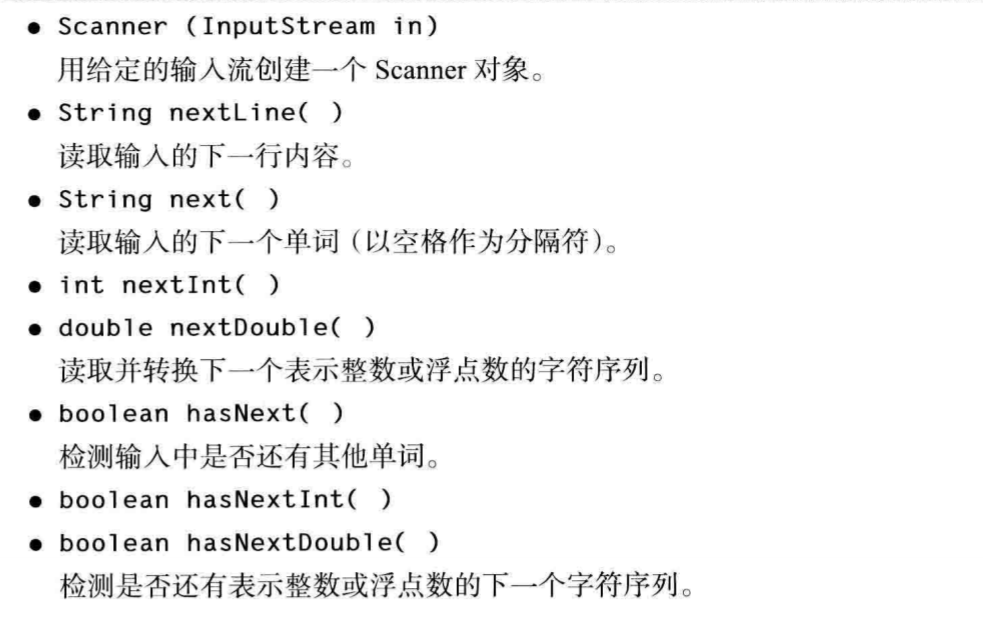 ● Scanner (InputStream in)
用给定的输入流创建一个 Scanner 对象。
● String nextLine( )
读取输入的下一行内容。
● String next( )
读取输入的下一个单词（以空格作为分隔符）。
● int nextInt( )
● double nextDouble( )
读取并转换下一个表示整数或浮点数的字符序列。
● boolean hasNext( )
检测输入中是否还有其他单词。
● boolean hasNextInt( )
● boolean hasNextDouble( )
检测是否还有表示整数或浮点数的下一个字符序列。